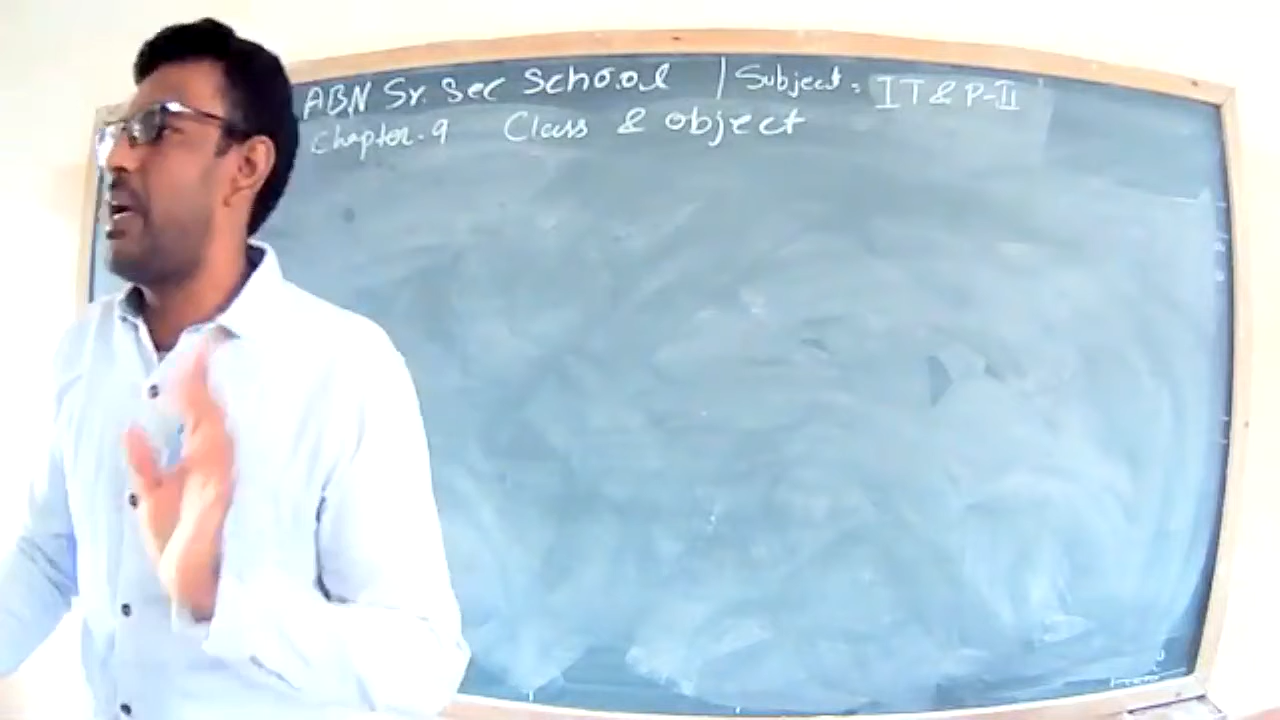 ABN Sr. Sec School | Subject: IT & P-II
Chapter-9 Class & object